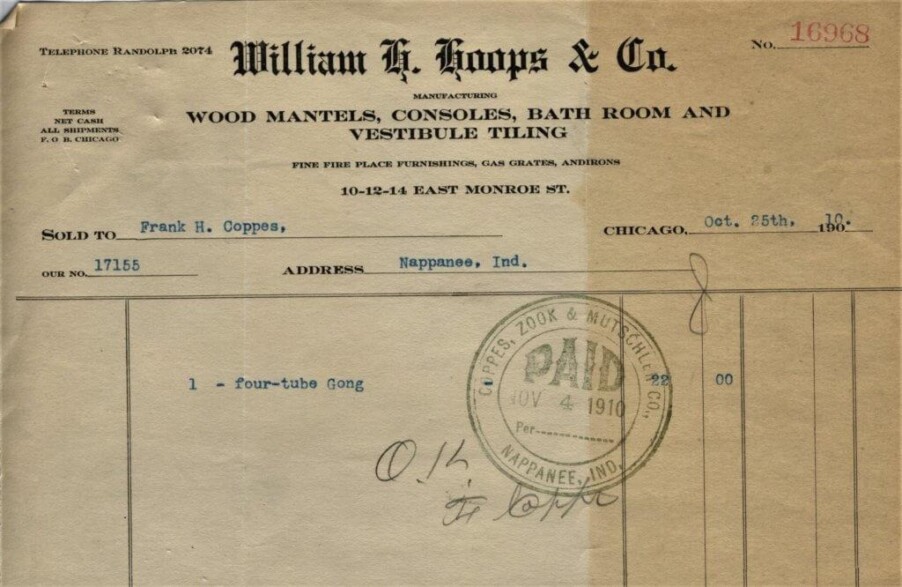 TELEPHONE RANDOLPH 2074
William H. Hoops & Co.
No. 16968
MANUFACTURING
TERMS
NET CASH
ALL SHIPMENTS
F. O. B. CHICAGO
WOOD MANTELS, CONSOLES, BATH ROOM AND
VESTIBULE TILING
FINE FIRE PLACE FURNISHINGS, GAS GRATES, ANDIRONS
10-12-14 EAST MONROE ST.
SOLD TO Frank H. Coppes,
CHICAGO, Oct. 25th, 190 10.
OUR NO. 17155
ADDRESS Nappanee, Ind.
1 - four-tube Gong 22 00
COPPES, ZOOK & MUTSCHLER CO.,
PAID
NOV 4 1910
Per
NAPPANEE, IND.
O.K.
F Coppes